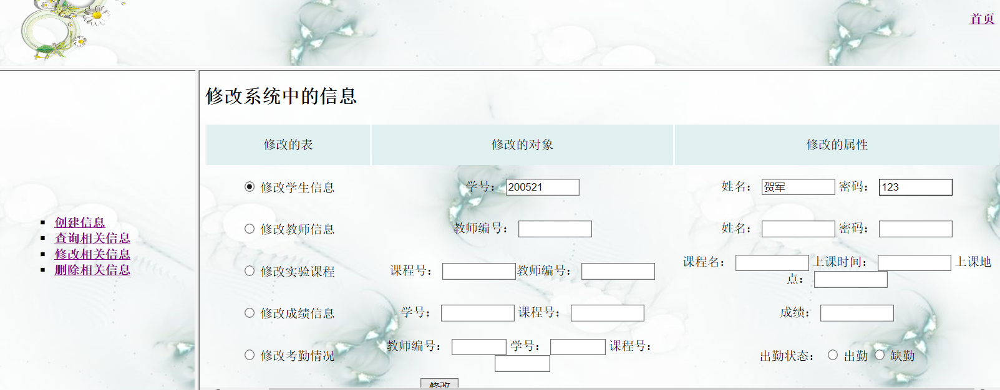 首页
修改系统中的信息
修改的表 修改的对象 修改的属性
修改学生信息 学号： 200521 姓名： 贺军 密码： 123
修改教师信息 教师编号： 姓名： 密码：
修改实验课程 课程号： 教师编号： 课程名： 上课时间： 上课地
点：
修改成绩信息 学号： 课程号： 成绩：
修改考勤情况 教师编号： 学号： 课程号： 出勤状态： 出勤 缺勤
修改
创建信息
查询相关信息
修改相关信息
删除相关信息